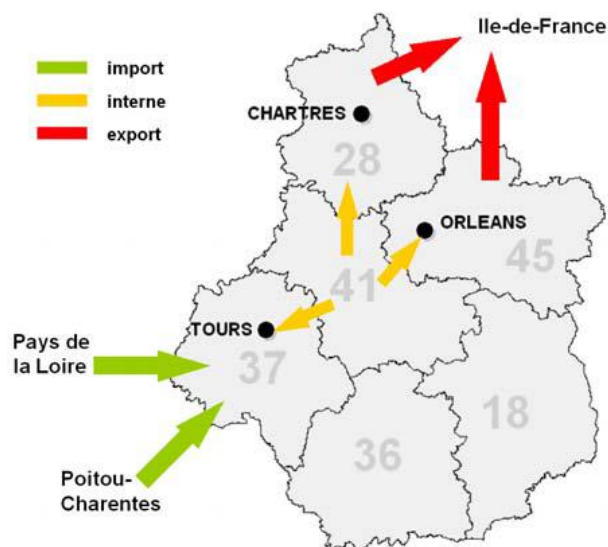 Ile-de-France
import
interne
export
CHARTRES
28
ORLEANS
45
41
TOURS
Pays de
la Loire
37
18
36
Poitou-
Charentes